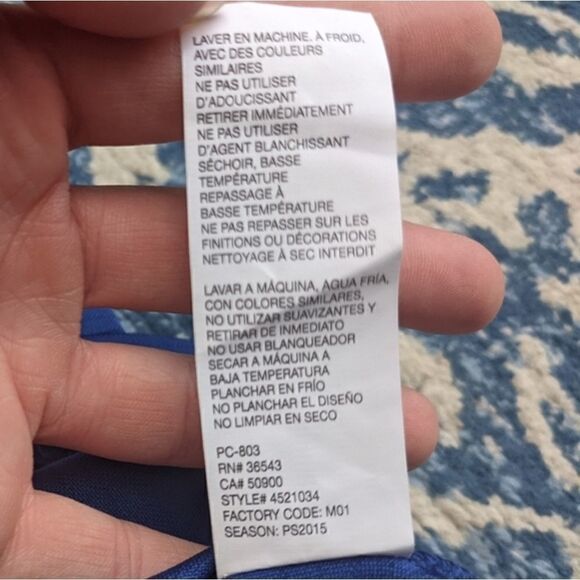 LAVER EN MACHINE. À FROID,
AVEC DES COULEURS
SIMILAIRES
NE PAS UTILISER
D'ADOUCISSANT
RETIRER IMMÉDIATEMENT
NE PAS UTILISER
D'AGENT BLANCHISSANT
SÉCHOIR, BASSE
TEMPÉRATURE
REPASSAGE À
BASSE TEMPÉRATURE
NE PAS REPASSER SUR LES
FINITIONS OU DÉCORATIONS
NETTOYAGE À SEC INTERDIT
LAVAR A MÁQUINA, AGUA FRÍA,
CON COLORES SIMILARES,
NO UTILIZAR SUAVIZANTES Y
RETIRAR DE INMEDIATO
NO USAR BLANQUEADOR
SECAR A MÁQUINA A
BAJA TEMPERATURA
PLANCHAR EN FRÍO
NO PLANCHAR EL DISEÑO
NO LIMPIAR EN SECO
PC-803
RN# 36543
CA# 50900
STYLE# 4521034
FACTORY CODE: M01
SEASON: PS2015